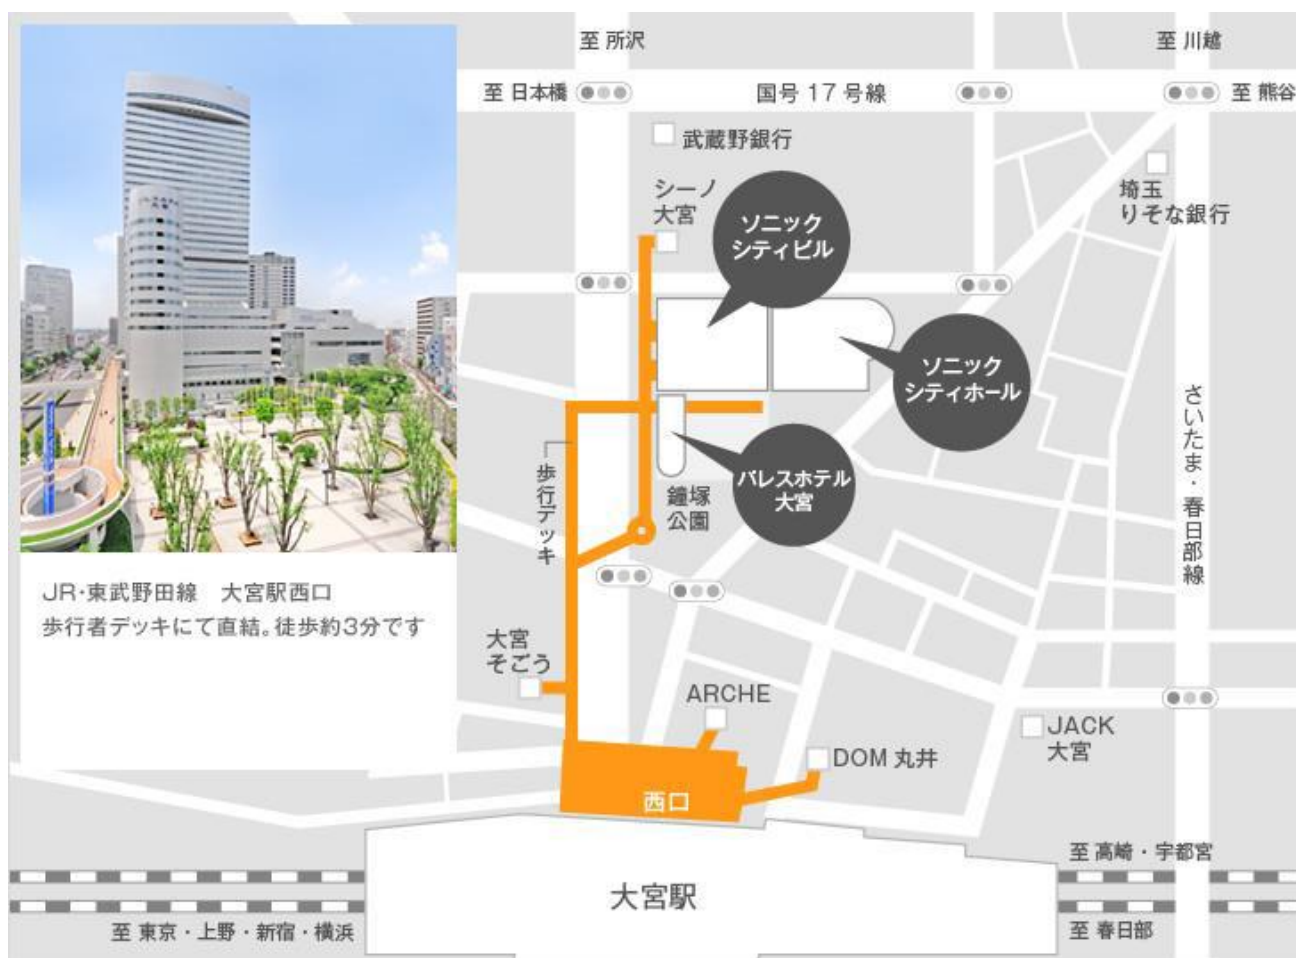 至 所沢
至 川越
至 日本橋
国号 17 号線
至 熊谷
武蔵野銀行
シーノ
大宮
ソニック
シティビル
埼玉
りそな銀行
ソニック
シティホール
パレスホテル
大宮
歩行デッキ
鐘塚
公園
さいたま・春日部線
JR・東武野田線 大宮駅西口
歩行者デッキにて直結。徒歩約3分です
大宮
そごう
ARCHE
DOM 丸井
JACK
大宮
西口
大宮駅
至 高崎・宇都宮
至 東京・上野・新宿・横浜
至 春日部